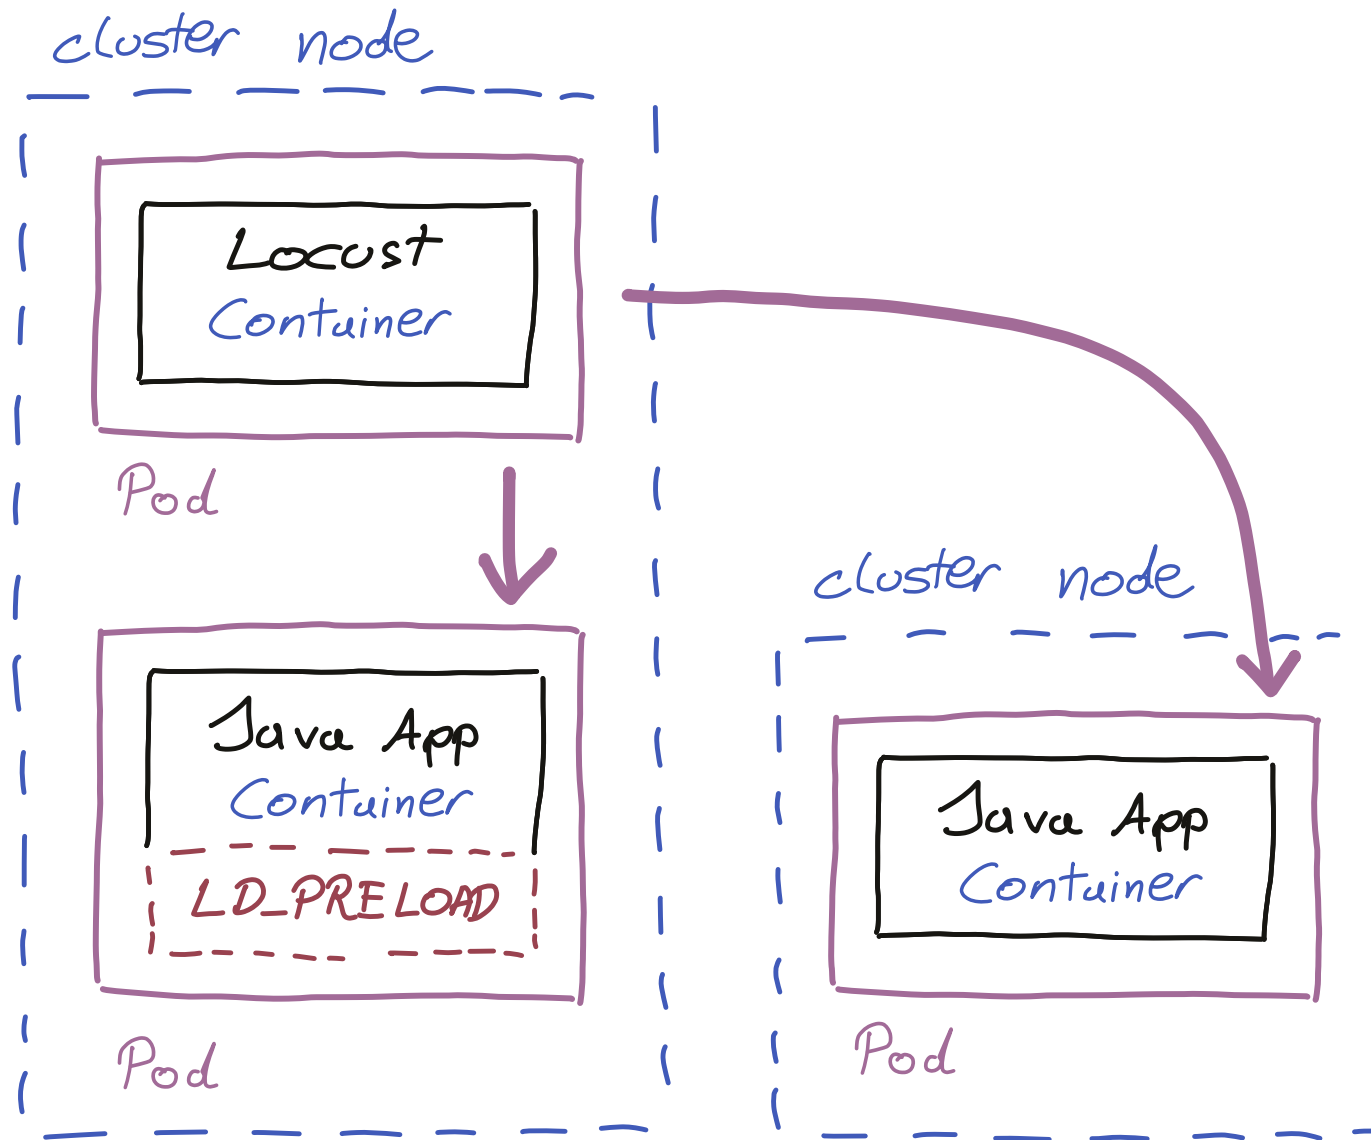 cluster node
Locust
Container
Pod
Java App
Container
LD_PRELOAD
Pod
cluster node
Java App
Container
Pod